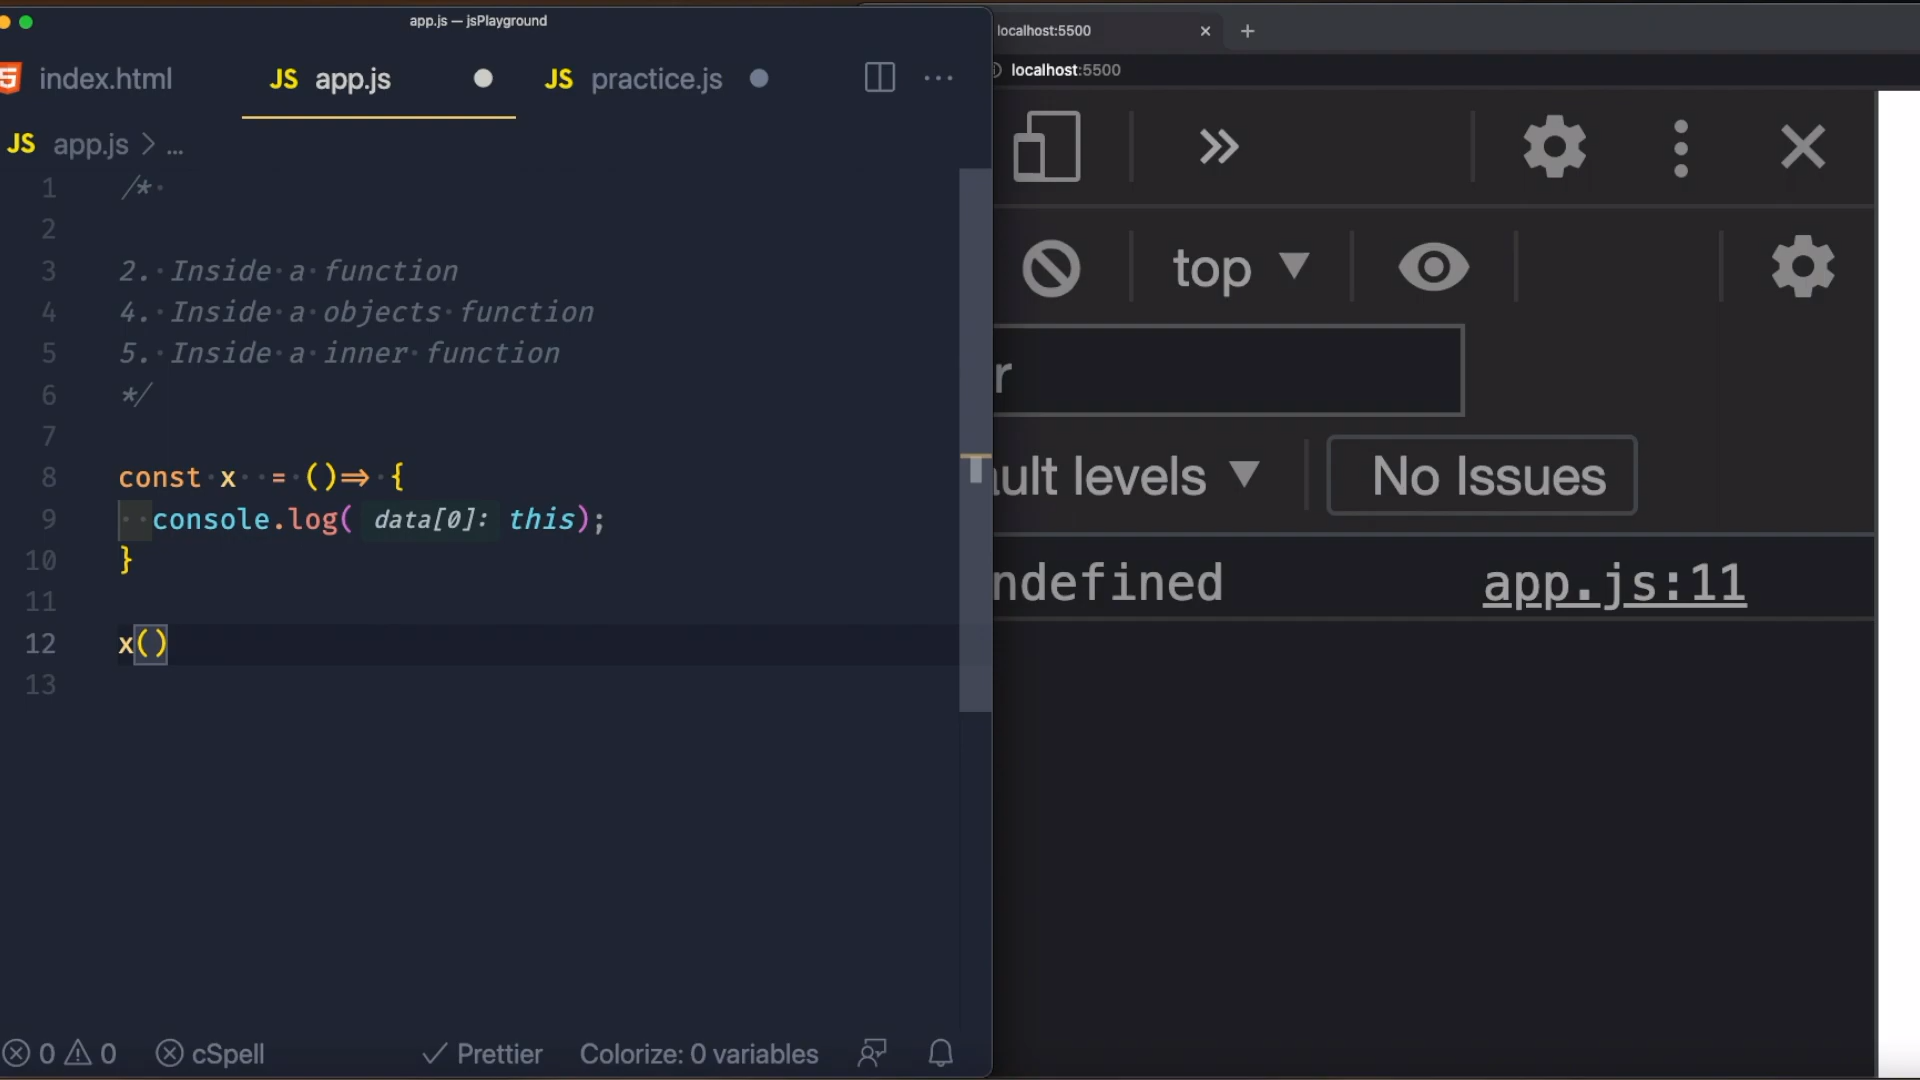 app.js — jsPlayground
index.html
JS app.js
JS practice.js
JS app.js > ...
1 /*
2
3 2. Inside a function
4 4. Inside a objects function
5 5. Inside a inner function
6 */
7
8 const x = ()=> {
9 console.log( data[0]: this);
10 }
11
12 x()
13
0 0 cSpell Prettier Colorize: 0 variables
localhost:5500
localhost:5500
top
r
ult levels
No Issues
ndefined app.js:11